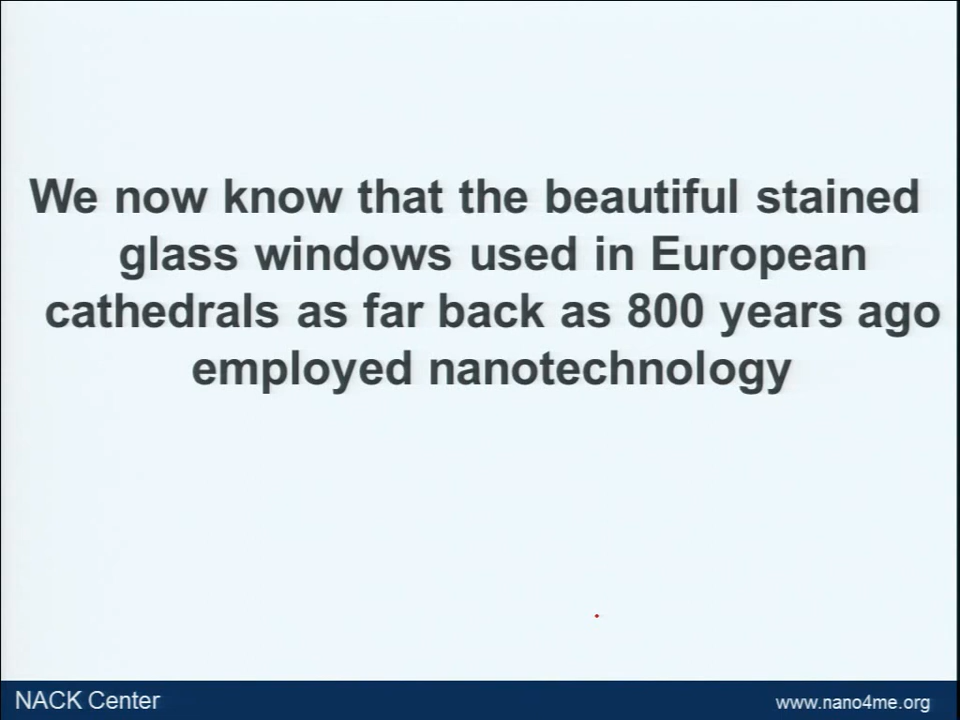 We now know that the beautiful stained
glass windows used in European
cathedrals as far back as 800 years ago
employed nanotechnology
NACK Center
www.nano4me.org